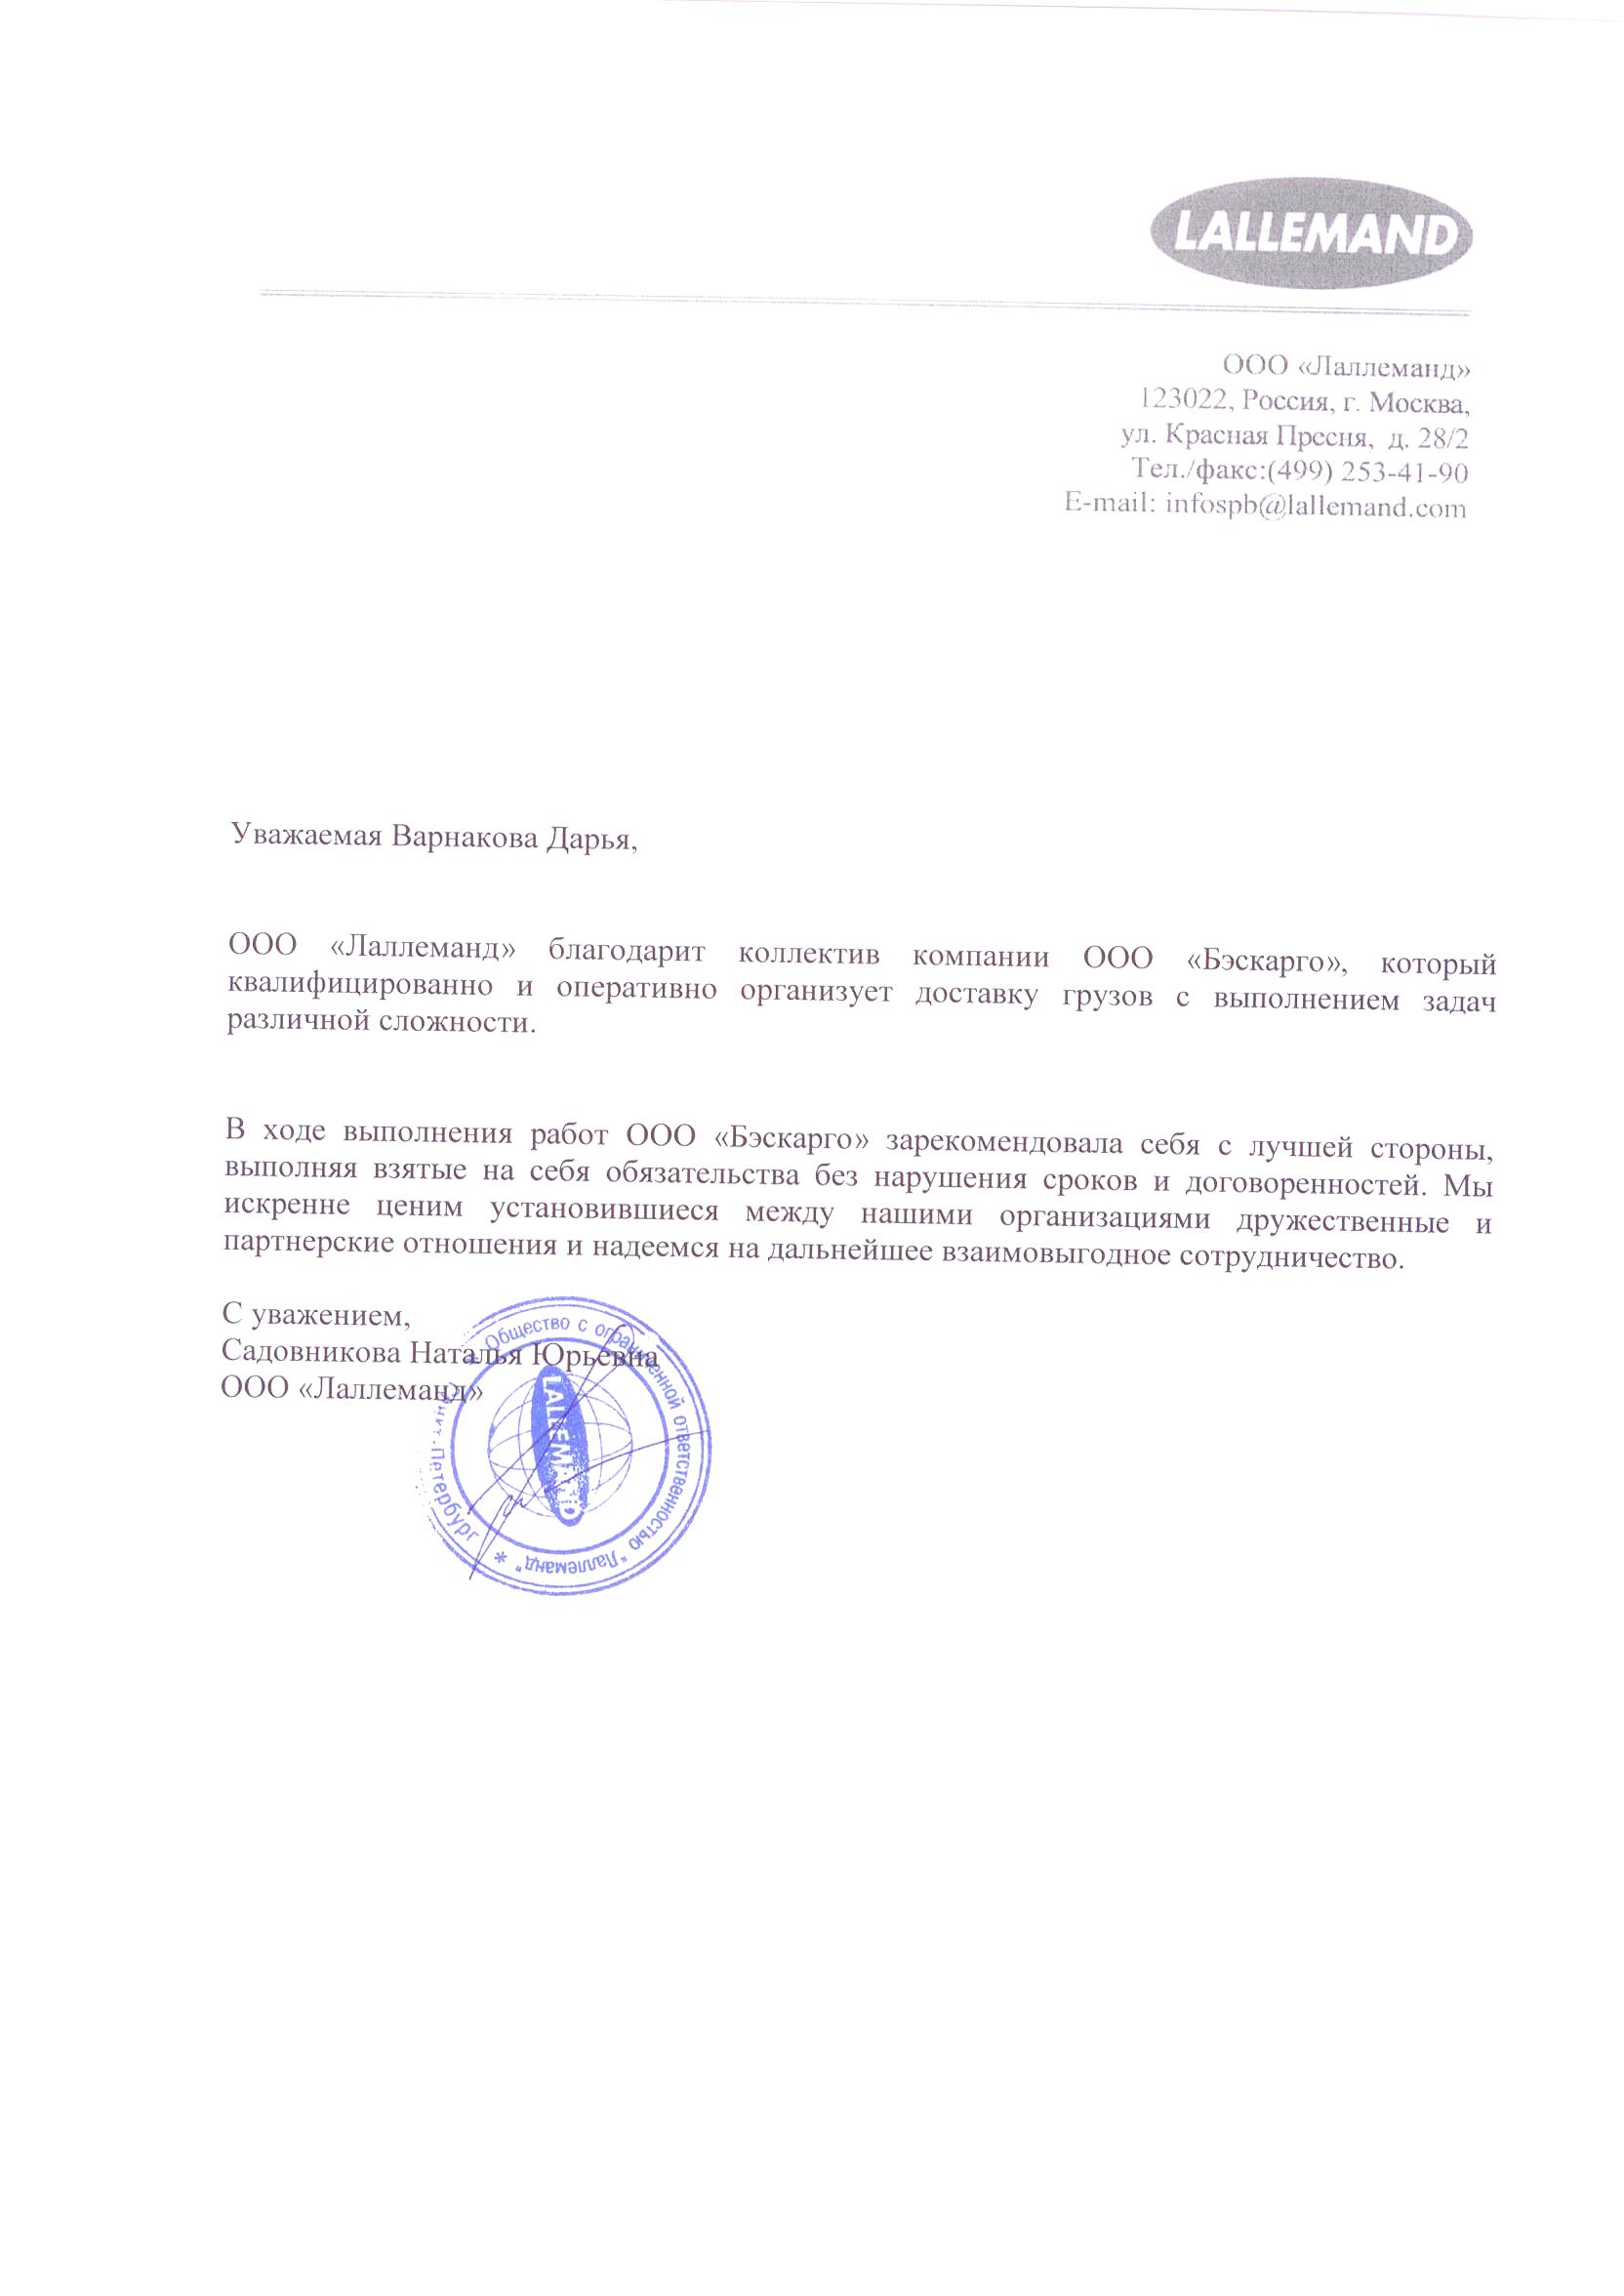 LALLEMAND
ООО «Лаллеманд»
123022, Россия, г. Москва,
ул. Красная Пресня, д. 28/2
Тел./факс:(499) 253-41-90
E-mail: infospb@lallemand.com
Уважаемая Варнакова Дарья,
ООО «Лаллеманд» благодарит коллектив компании ООО «Бэскарго», который
квалифицированно и оперативно организует доставку грузов с выполнением задач
различной сложности.
В ходе выполнения работ ООО «Бэскарго» зарекомендовала себя с лучшей стороны,
выполняя взятые на себя обязательства без нарушения сроков и договоренностей. Мы
искренне ценим установившиеся между нашими организациями дружественные и
партнерские отношения и надеемся на дальнейшее взаимовыгодное сотрудничество.
С уважением,
Садовникова Наталья Юрьевна
ООО «Лаллеманд»
* Общество с ограниченной ответственностью "Лаллеманд" *
Санкт-Петербург
LALLEMAND